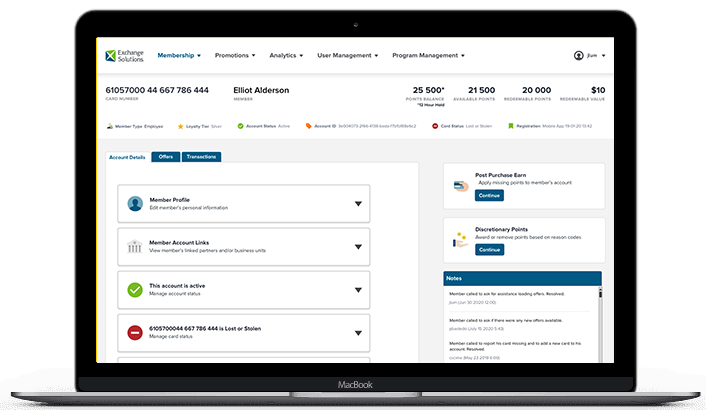 Exchange
Solutions
Membership
Promotions
Analytics
User Management
Program Management
jlum
61057000 44 667 786 444
CARD NUMBER
Elliot Alderson
MEMBER
25 500*
POINTS BALANCE
*12 Hour Hold
21 500
AVAILABLE POINTS
20 000
REDEEMABLE POINTS
$10
REDEEMABLE VALUE
Member Type: Employee
Loyalty Tier: Silver
Account Status: Active
Account ID:
Card Status: Lost or Stolen
Registration: Mobile App 19-01-20 13:42
Account Details
Offers
Transactions
Member Profile
Edit member's personal information
Member Account Links
View member's linked partners and/or business units
This account is active
Manage account status
6105700044 667 786 444 is Lost or Stolen
Manage card status
Post Purchase Earn
Apply missing points to member's account
Continue
Discretionary Points
Award or remove points based on reason codes
Continue
Notes
Member called to ask for assistance loading offers. Resolved.
jlum (Jan 30 2020 12:00)
Member called to ask if there were any new offers available.
(July 15, 2020 5:43)
Member called to report his card missing and to add a new card to his
account. Resolved.
(May 23 2019 6:09)
MacBook